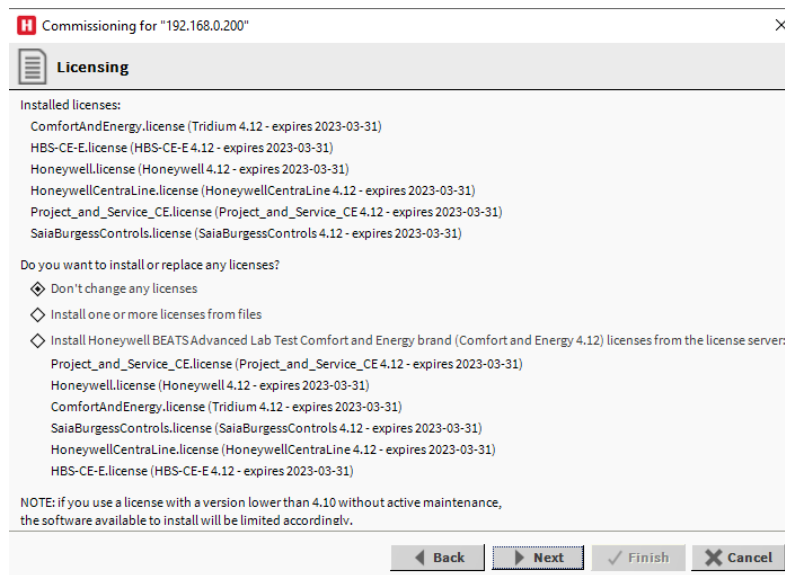 H Commissioning for "192.168.0.200"
Licensing
Installed licenses:
ComfortAndEnergy.license (Tridium 4.12 - expires 2023-03-31)
HBS-CE-E.license (HBS-CE-E 4.12 - expires 2023-03-31)
Honeywell.license (Honeywell 4.12 - expires 2023-03-31)
HoneywellCentraLine.license (HoneywellCentraLine 4.12 - expires 2023-03-31)
Project_and_Service_CE.license (Project_and_Service_CE 4.12 - expires 2023-03-31)
SaiaBurgessControls.license (SaiaBurgessControls 4.12 - expires 2023-03-31)
Do you want to install or replace any licenses?
Don't change any licenses
Install one or more licenses from files
Install Honeywell BEATS Advanced Lab Test Comfort and Energy brand (Comfort and Energy 4.12) licenses from the license server:
Project_and_Service_CE.license (Project_and_Service_CE 4.12 - expires 2023-03-31)
Honeywell.license (Honeywell 4.12 - expires 2023-03-31)
ComfortAndEnergy.license (Tridium 4.12 - expires 2023-03-31)
SaiaBurgessControls.license (SaiaBurgessControls 4.12 - expires 2023-03-31)
HoneywellCentraLine.license (HoneywellCentraLine 4.12 - expires 2023-03-31)
HBS-CE-E.license (HBS-CE-E 4.12 - expires 2023-03-31)
NOTE: if you use a license with a version lower than 4.10 without active maintenance,
the software available to install will be limited accordingly.
Back Next Finish Cancel